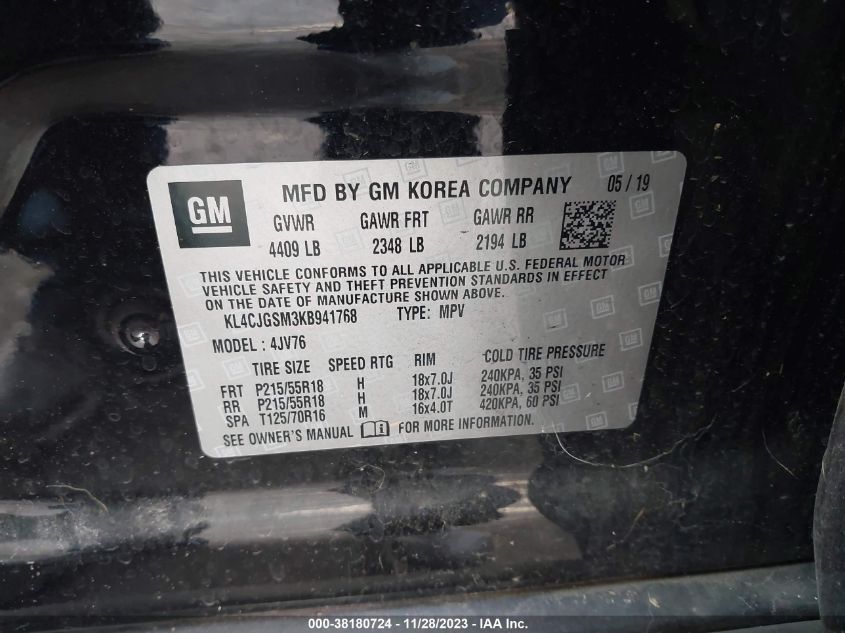 GM MFD BY GM KOREA COMPANY 05 / 19
GVWR GAWR FRT GAWR RR
4409 LB 2348 LB 2194 LB
THIS VEHICLE CONFORMS TO ALL APPLICABLE U.S. FEDERAL MOTOR
VEHICLE SAFETY AND THEFT PREVENTION STANDARDS IN EFFECT
ON THE DATE OF MANUFACTURE SHOWN ABOVE.
KL4CJGSM3KB941768 TYPE: MPV
MODEL : 4JV76
TIRE SIZE SPEED RTG RIM COLD TIRE PRESSURE
FRT P215/55R18 H 18x7.0J 240KPA, 35 PSI
RR P215/55R18 H 18x7.0J 240KPA, 35 PSI
SPA T125/70R16 M 16x4.0T 420KPA, 60 PSI
SEE OWNER'S MANUAL FOR MORE INFORMATION.
000-38180724 - 11/28/2023 - IAA Inc.